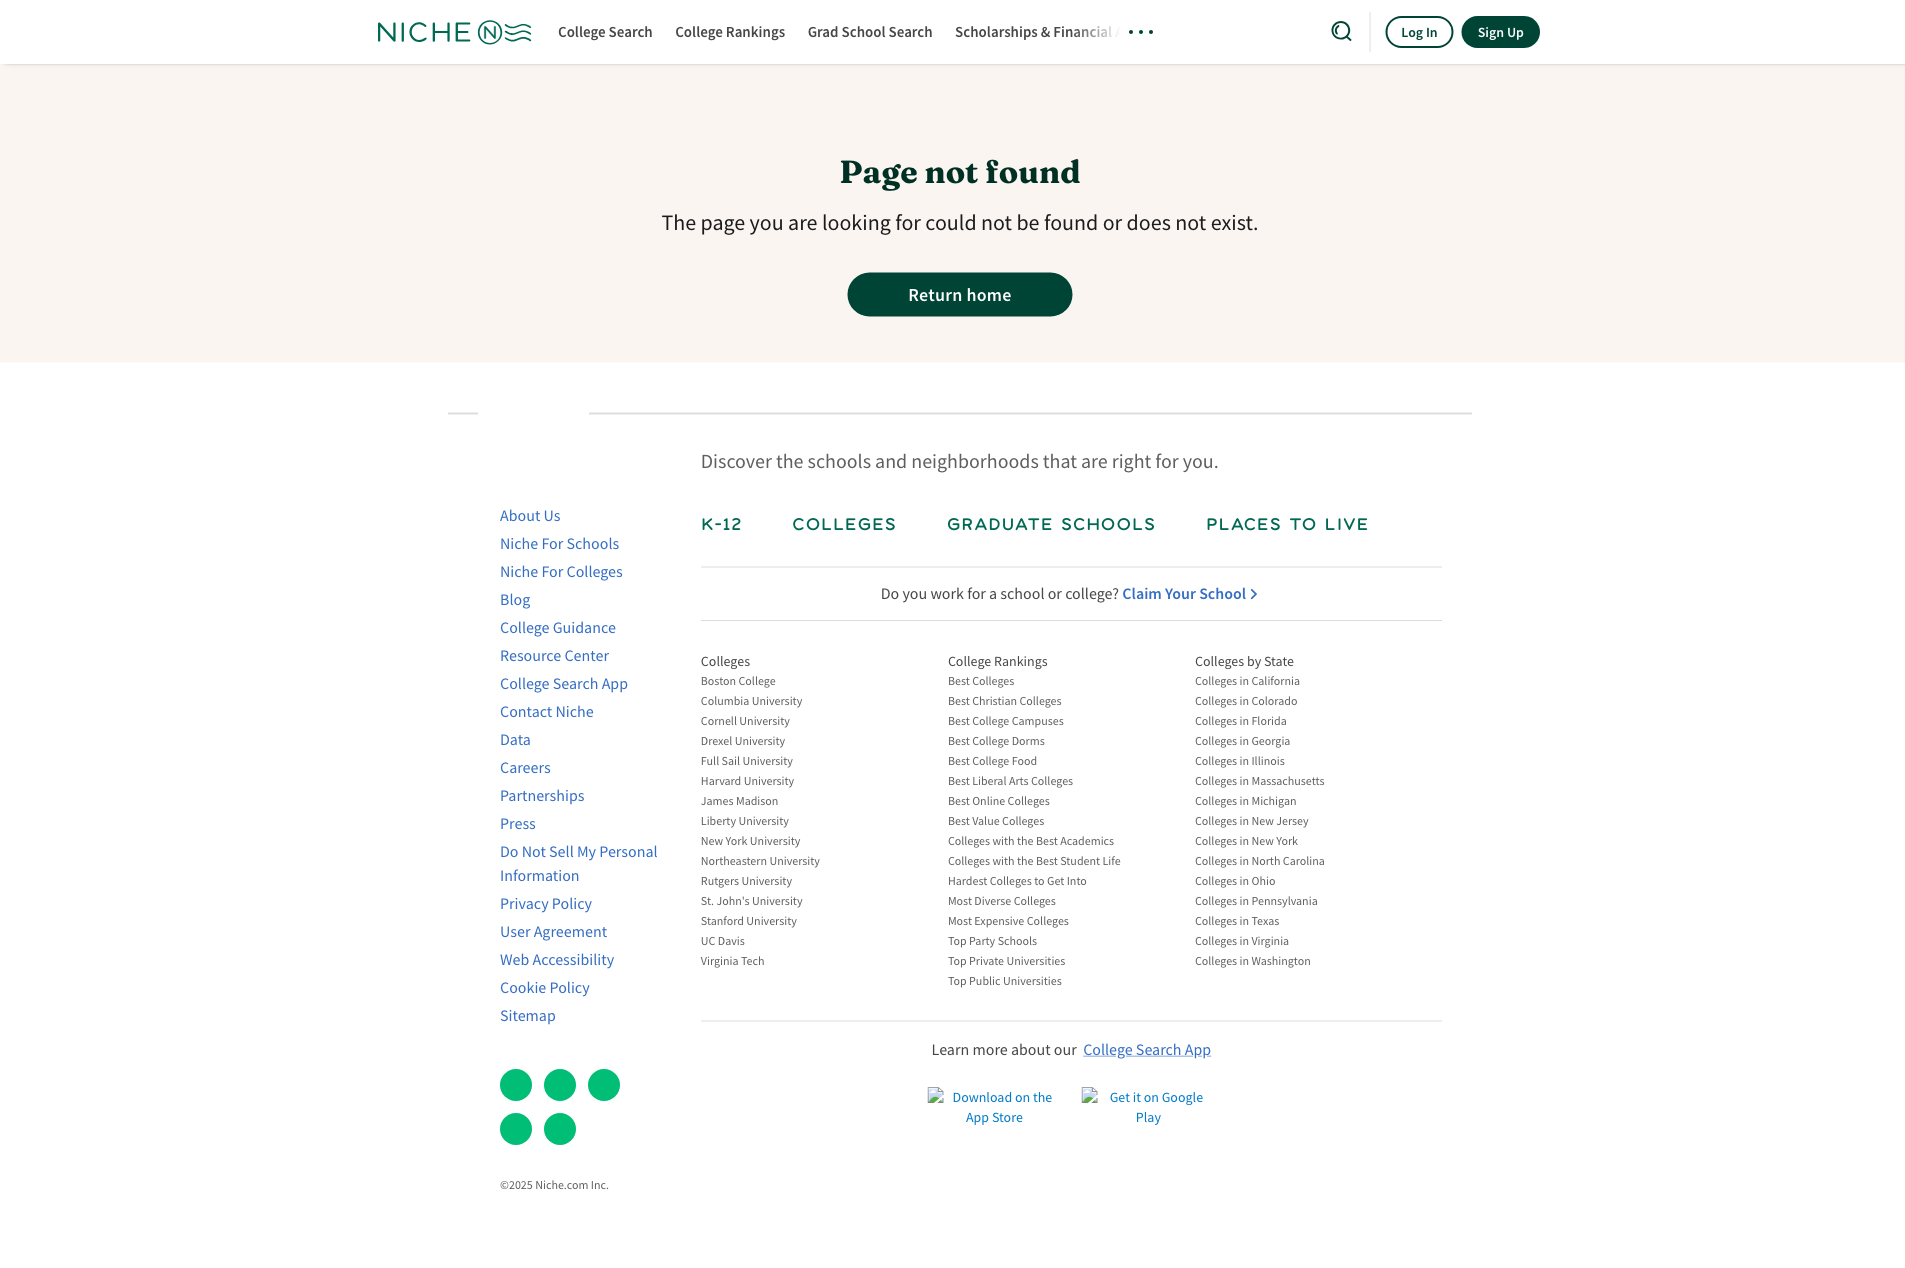 NICHE N
College Search
College Rankings
Grad School Search
Scholarships & Financial
Log In
Sign Up
Page not found
The page you are looking for could not be found or does not exist.
Return home
Discover the schools and neighborhoods that are right for you.
About Us
Niche For Schools
Niche For Colleges
Blog
College Guidance
Resource Center
College Search App
Contact Niche
Data
Careers
Partnerships
Press
Do Not Sell My Personal
Information
Privacy Policy
User Agreement
Web Accessibility
Cookie Policy
Sitemap
©2025 Niche.com Inc.
K-12
COLLEGES
GRADUATE SCHOOLS
PLACES TO LIVE
Do you work for a school or college? Claim Your School
Colleges
Boston College
Columbia University
Cornell University
Drexel University
Full Sail University
Harvard University
James Madison
Liberty University
New York University
Northeastern University
Rutgers University
St. John's University
Stanford University
UC Davis
Virginia Tech
College Rankings
Best Colleges
Best Christian Colleges
Best College Campuses
Best College Dorms
Best College Food
Best Liberal Arts Colleges
Best Online Colleges
Best Value Colleges
Colleges with the Best Academics
Colleges with the Best Student Life
Hardest Colleges to Get Into
Most Diverse Colleges
Most Expensive Colleges
Top Party Schools
Top Private Universities
Top Public Universities
Colleges by State
Colleges in California
Colleges in Colorado
Colleges in Florida
Colleges in Georgia
Colleges in Illinois
Colleges in Massachusetts
Colleges in Michigan
Colleges in New Jersey
Colleges in New York
Colleges in North Carolina
Colleges in Ohio
Colleges in Pennsylvania
Colleges in Texas
Colleges in Virginia
Colleges in Washington
Learn more about our College Search App
Download on the
App Store
Get it on Google
Play